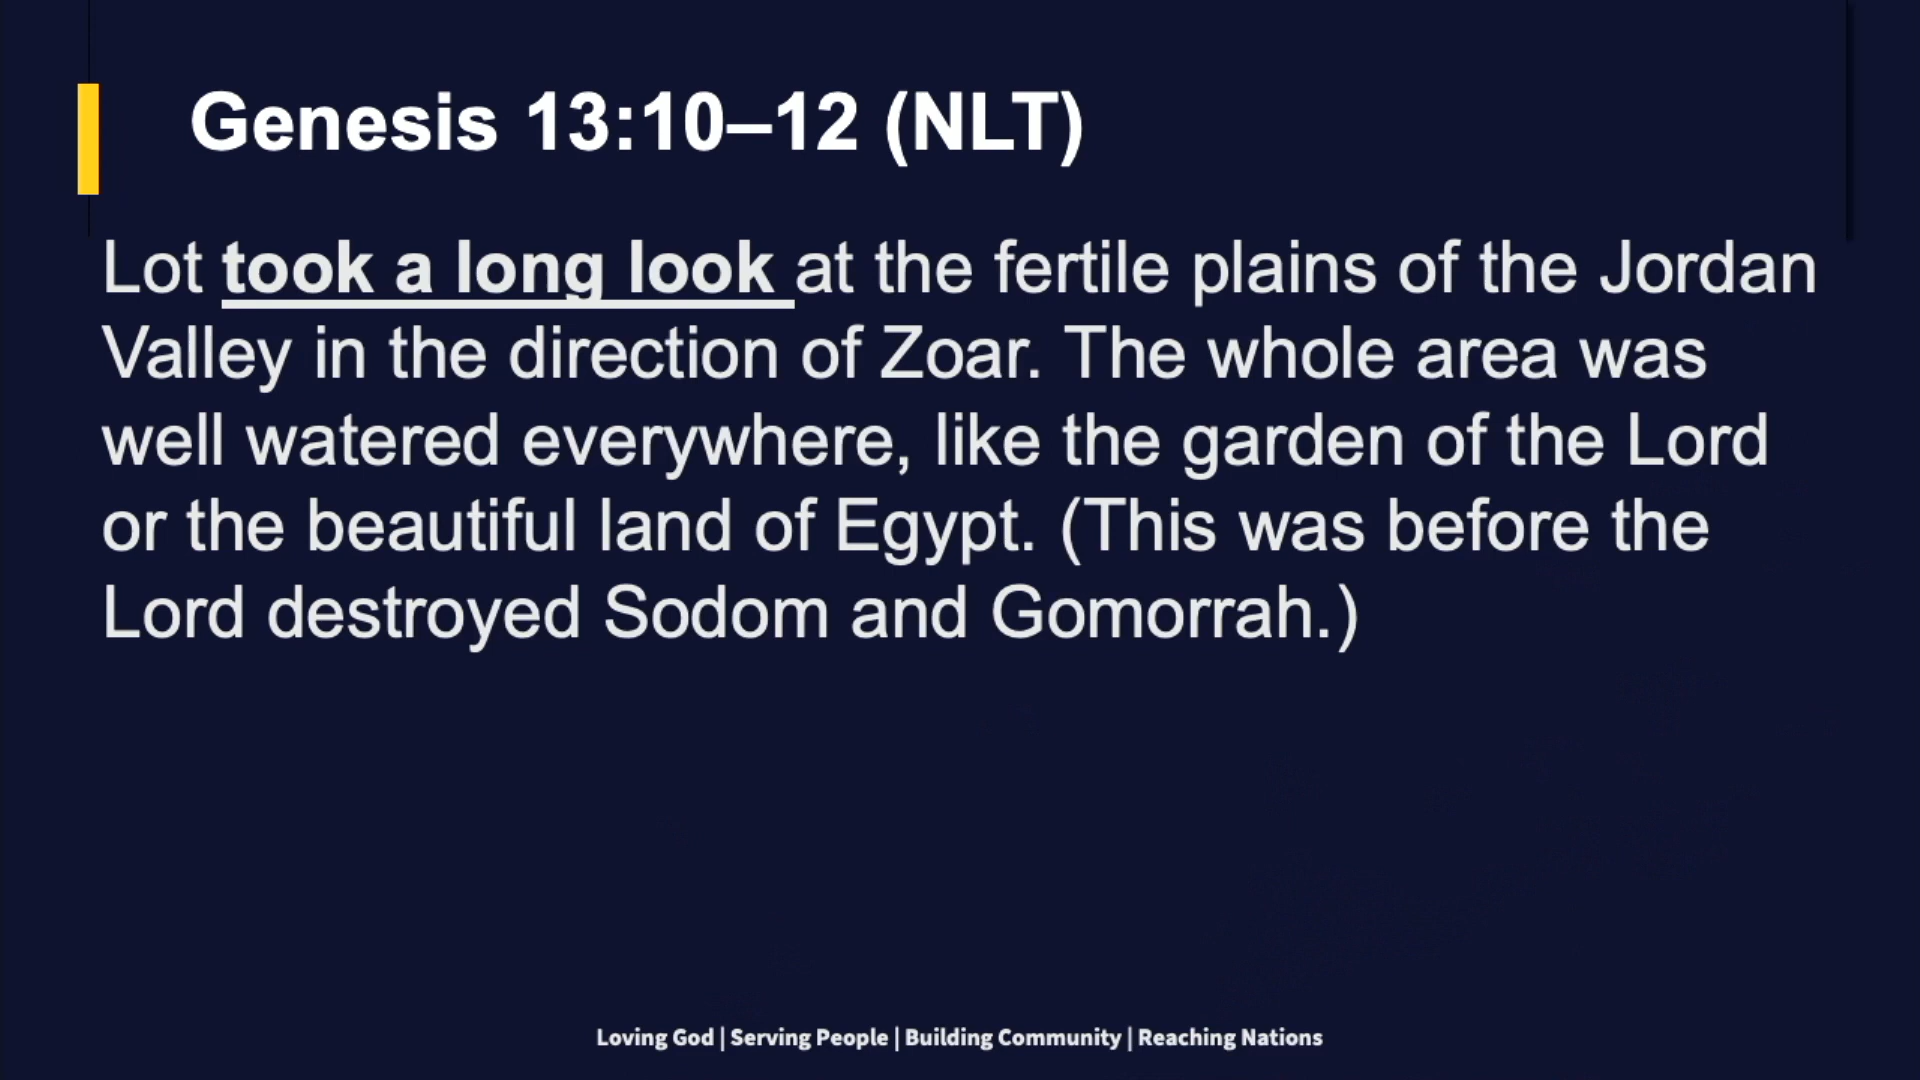 Genesis 13:10–12 (NLT)
Lot took a long look at the fertile plains of the Jordan
Valley in the direction of Zoar. The whole area was
well watered everywhere, like the garden of the Lord
or the beautiful land of Egypt. (This was before the
Lord destroyed Sodom and Gomorrah.)
Loving God | Serving People | Building Community | Reaching Nations